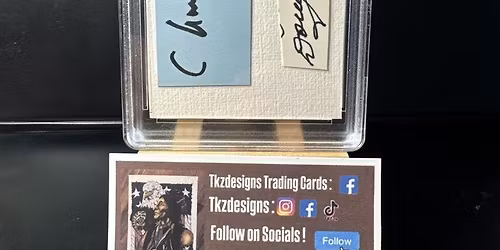 Tkzdesigns Trading Cards :
Tkzdesigns :
Follow on Socials !
Follow